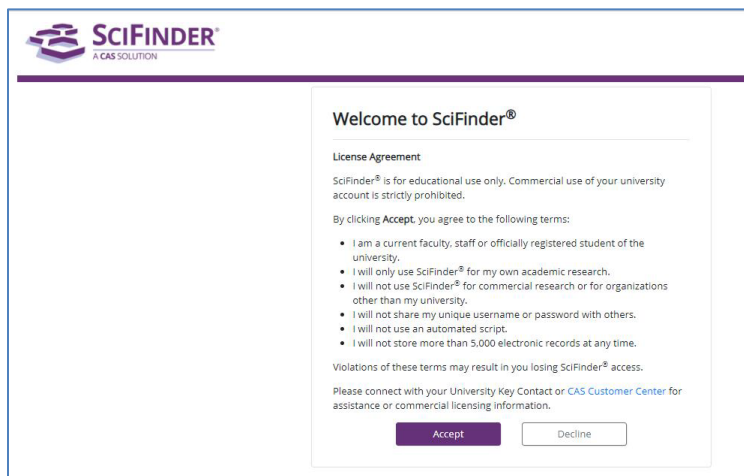 SCIFINDER®
A CAS SOLUTION
Welcome to SciFinder®
License Agreement
SciFinder® is for educational use only. Commercial use of your university
account is strictly prohibited.
By clicking Accept, you agree to the following terms:
• I am a current faculty, staff or officially registered student of the
university.
• I will only use SciFinder® for my own academic research.
• I will not use SciFinder® for commercial research or for organizations
other than my university.
• I will not share my unique username or password with others.
• I will not use an automated script.
• I will not store more than 5,000 electronic records at any time.
Violations of these terms may result in you losing SciFinder® access.
Please connect with your University Key Contact or CAS Customer Center for
assistance or commercial licensing information.
Accept
Decline